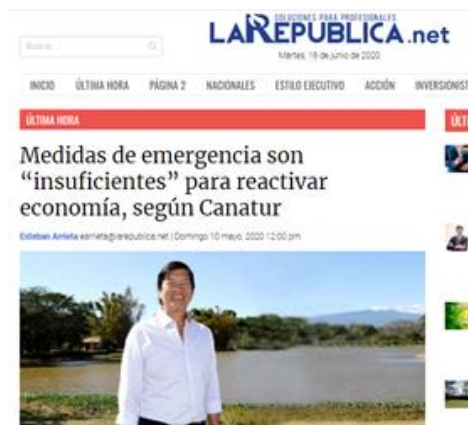 SOLUCIONES PARA PROFESIONALES
LAREPUBLICA.net
Martes, 16 de junio de 2020
Buscar ...
INICIO ÚLTIMA HORA PÁGINA 2 NACIONALES ESTILO EJECUTIVO ACCIÓN INVERSIONIST
ÚLTIMA HORA
ÚLTI
Medidas de emergencia son
“insuficientes” para reactivar
economía, según Canatur
Esteban Arrieta earrieta@larepublica.net | Domingo 10 mayo, 2020 12:00 pm